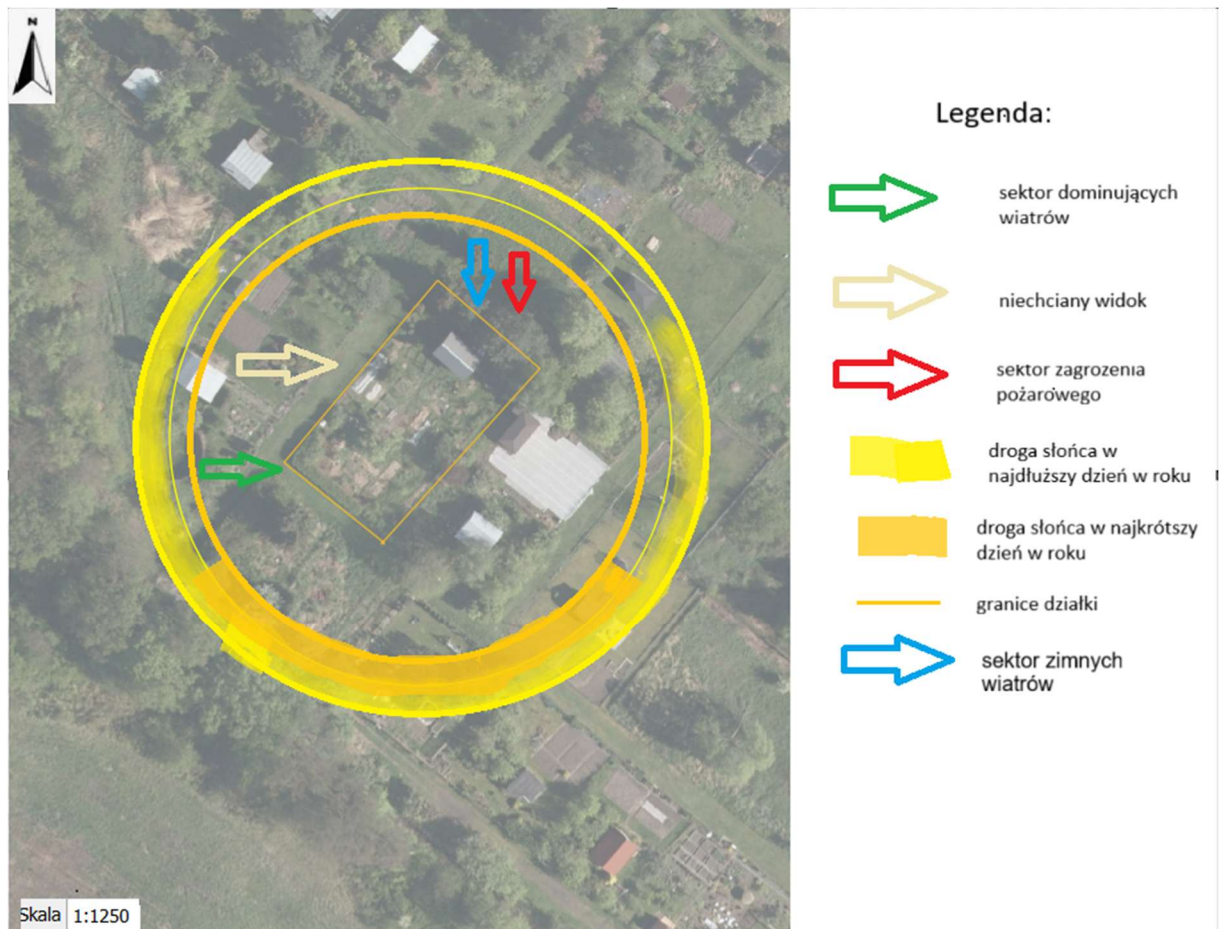 N
Legenda:
sektor dominujących
wiatrów
niechciany widok
sektor zagrozenia
pożarowego
droga słońca w
najdłuższy dzień w roku
droga słońca w najkrótszy
dzień w roku
granice działki
sektor zimnych
wiatrów
Skala 1:1250